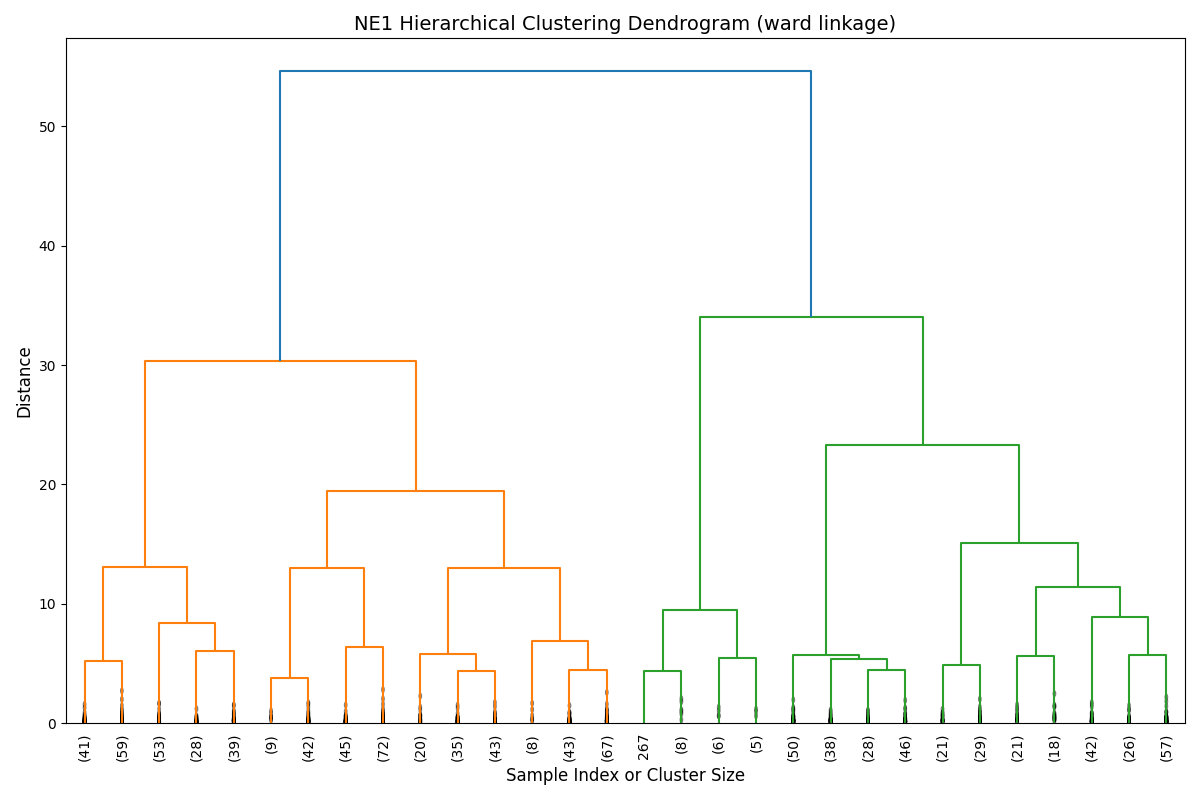 NE1 Hierarchical Clustering Dendrogram (ward linkage)
Distance
50
40
30
20
10
0
(41) (59) (53) (28) (39) (9) (42) (45) (72) (20) (35) (43) (8) (43) (67) 267 (8) (6) (5) (50) (38) (28) (46) (21) (29) (21) (18) (42) (26) (57)
Sample Index or Cluster Size